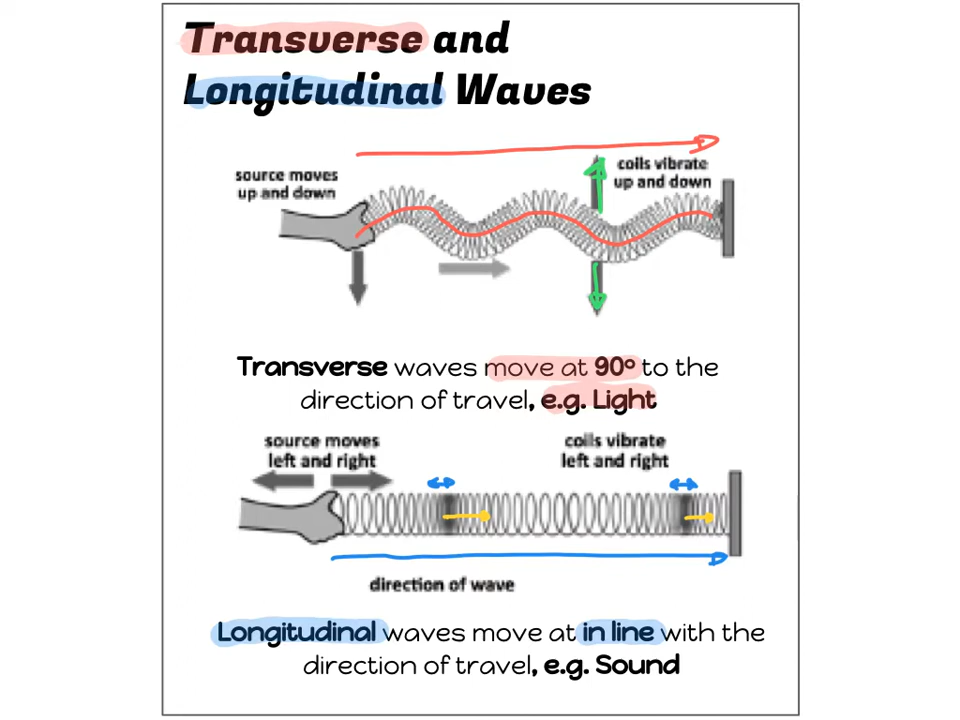 Transverse and
Longitudinal Waves
source moves
up and down
coils vibrate
up and down
Transverse waves move at 90º to the
direction of travel, e.g. Light
source moves
left and right
coils vibrate
left and right
direction of wave
Longitudinal waves move at in line with the
direction of travel, e.g. Sound